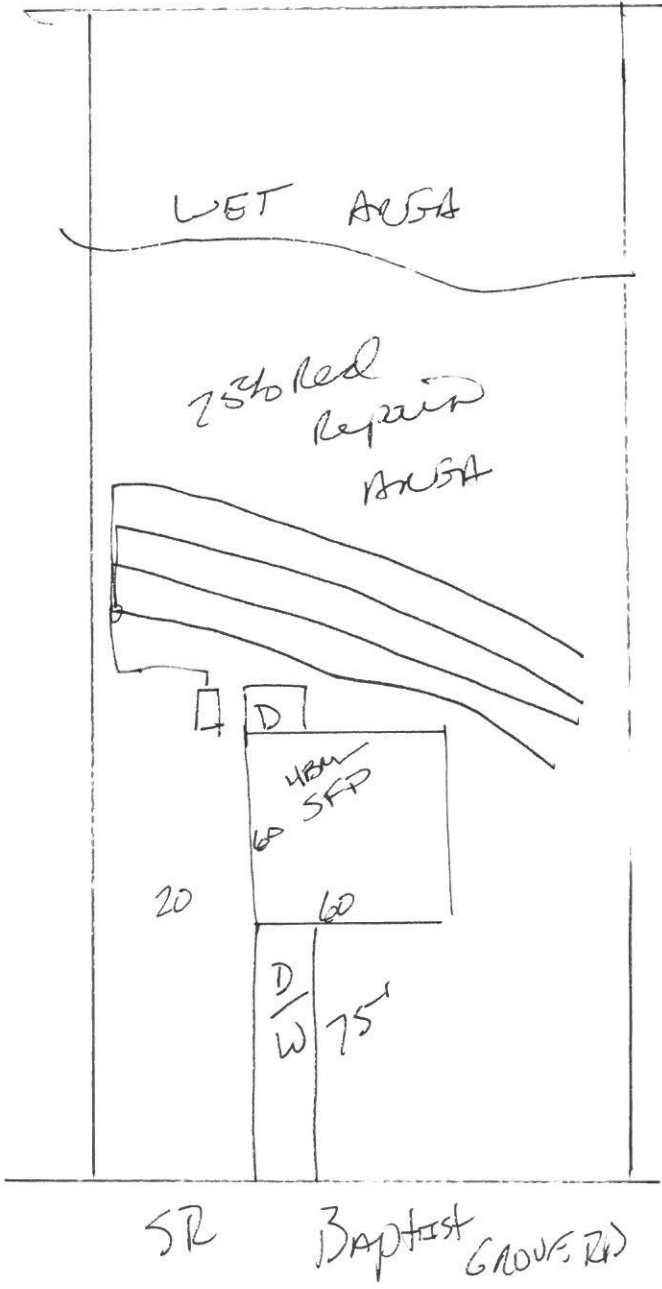 WET AREA
25% Red
Repair
AREA
D
4BR
SFD
60
20
60
D/W
75'
SR Baptist GROVE RD